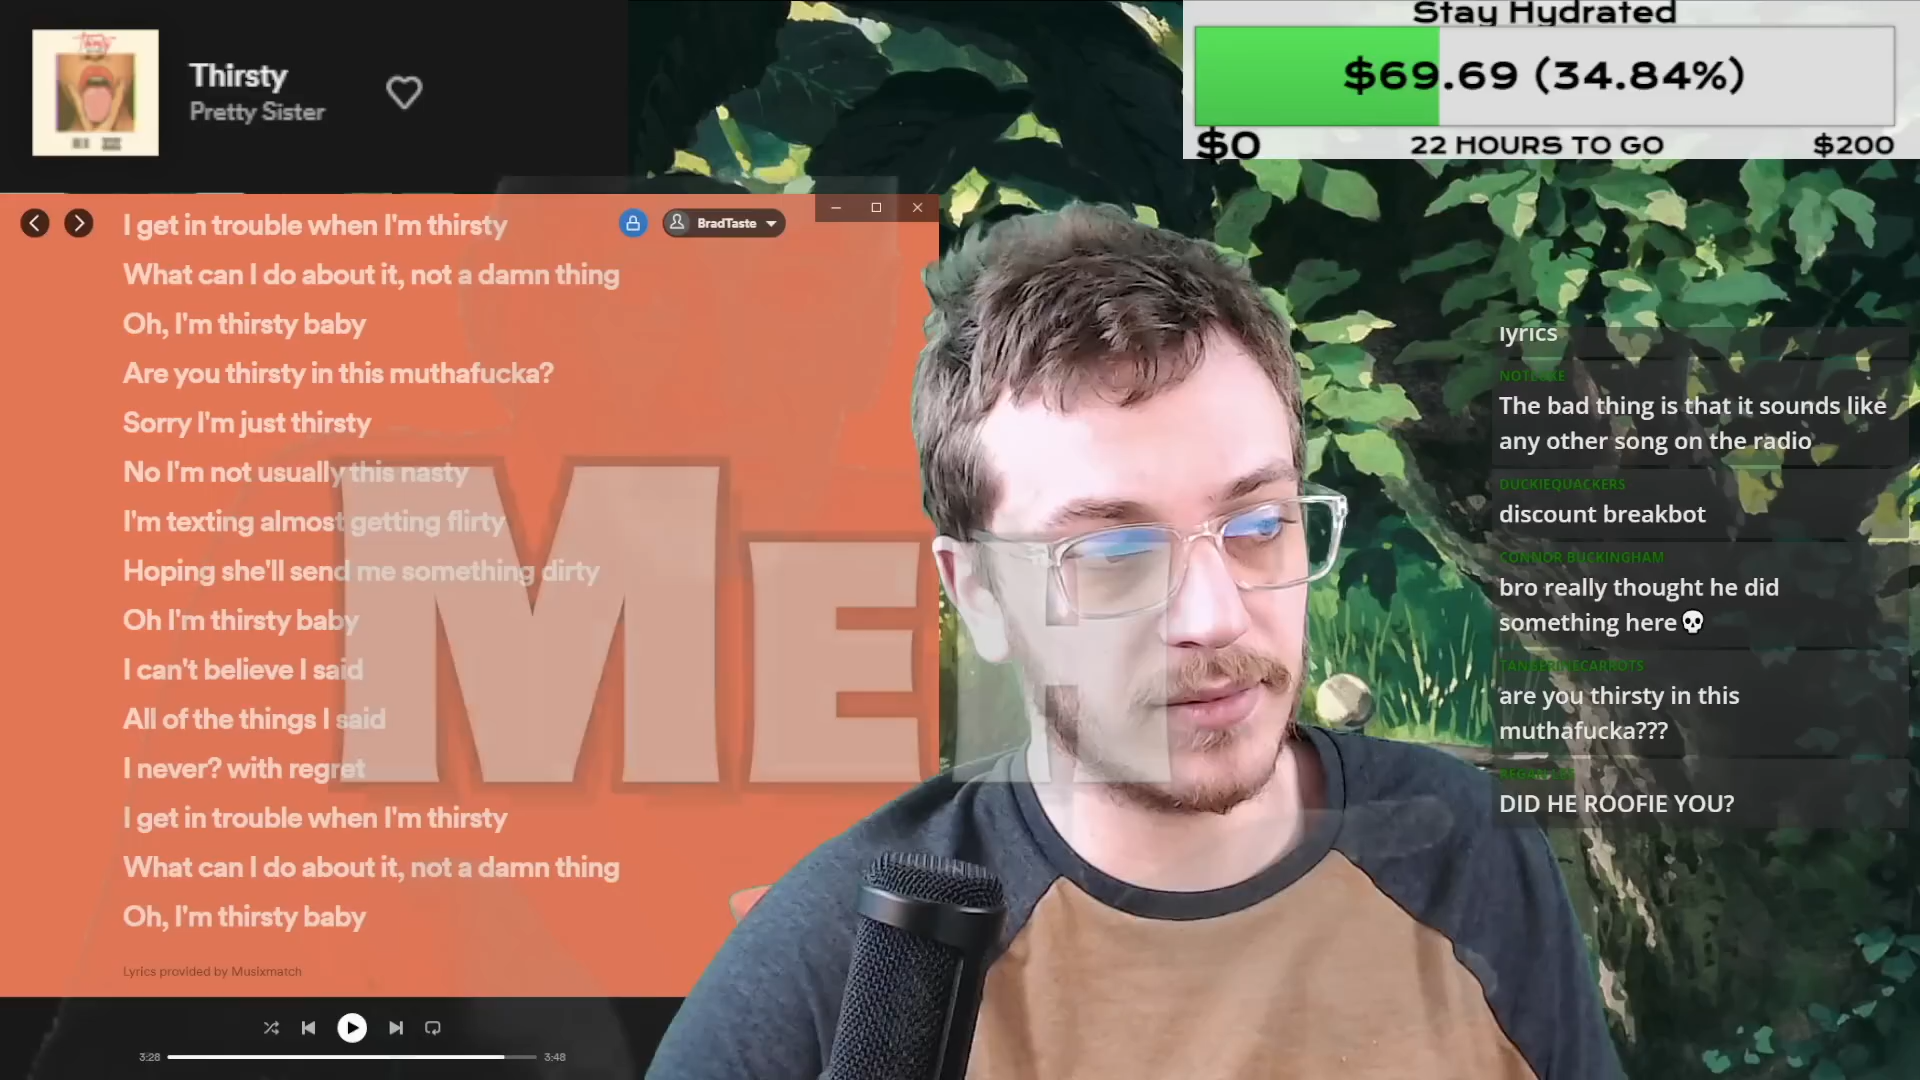 Thirsty
Pretty Sister
Stay Hydrated
$69.69 (34.84%)
$0
22 HOURS TO GO
$200
BradTaste
I get in trouble when I'm thirsty
What can I do about it, not a damn thing
Oh, I'm thirsty baby
Are you thirsty in this muthafucka?
Sorry I'm just thirsty
No I'm not usually this nasty
I'm texting almost getting flirty
Hoping she'll send me something dirty
Oh I'm thirsty baby
I can't believe I said
All of the things I said
I never? with regret
I get in trouble when I'm thirsty
What can I do about it, not a damn thing
Oh, I'm thirsty baby
Lyrics provided by Musixmatch
3:28
3:48
MEH
lyrics
The bad thing is that it sounds like
any other song on the radio
DUCKIEQUACKERS
discount breakbot
CONNOR BUCKINGHAM
bro really thought he did
something here💀
TANGERINECARROTS
are you thirsty in this
muthafucka???
DID HE ROOFIE YOU?